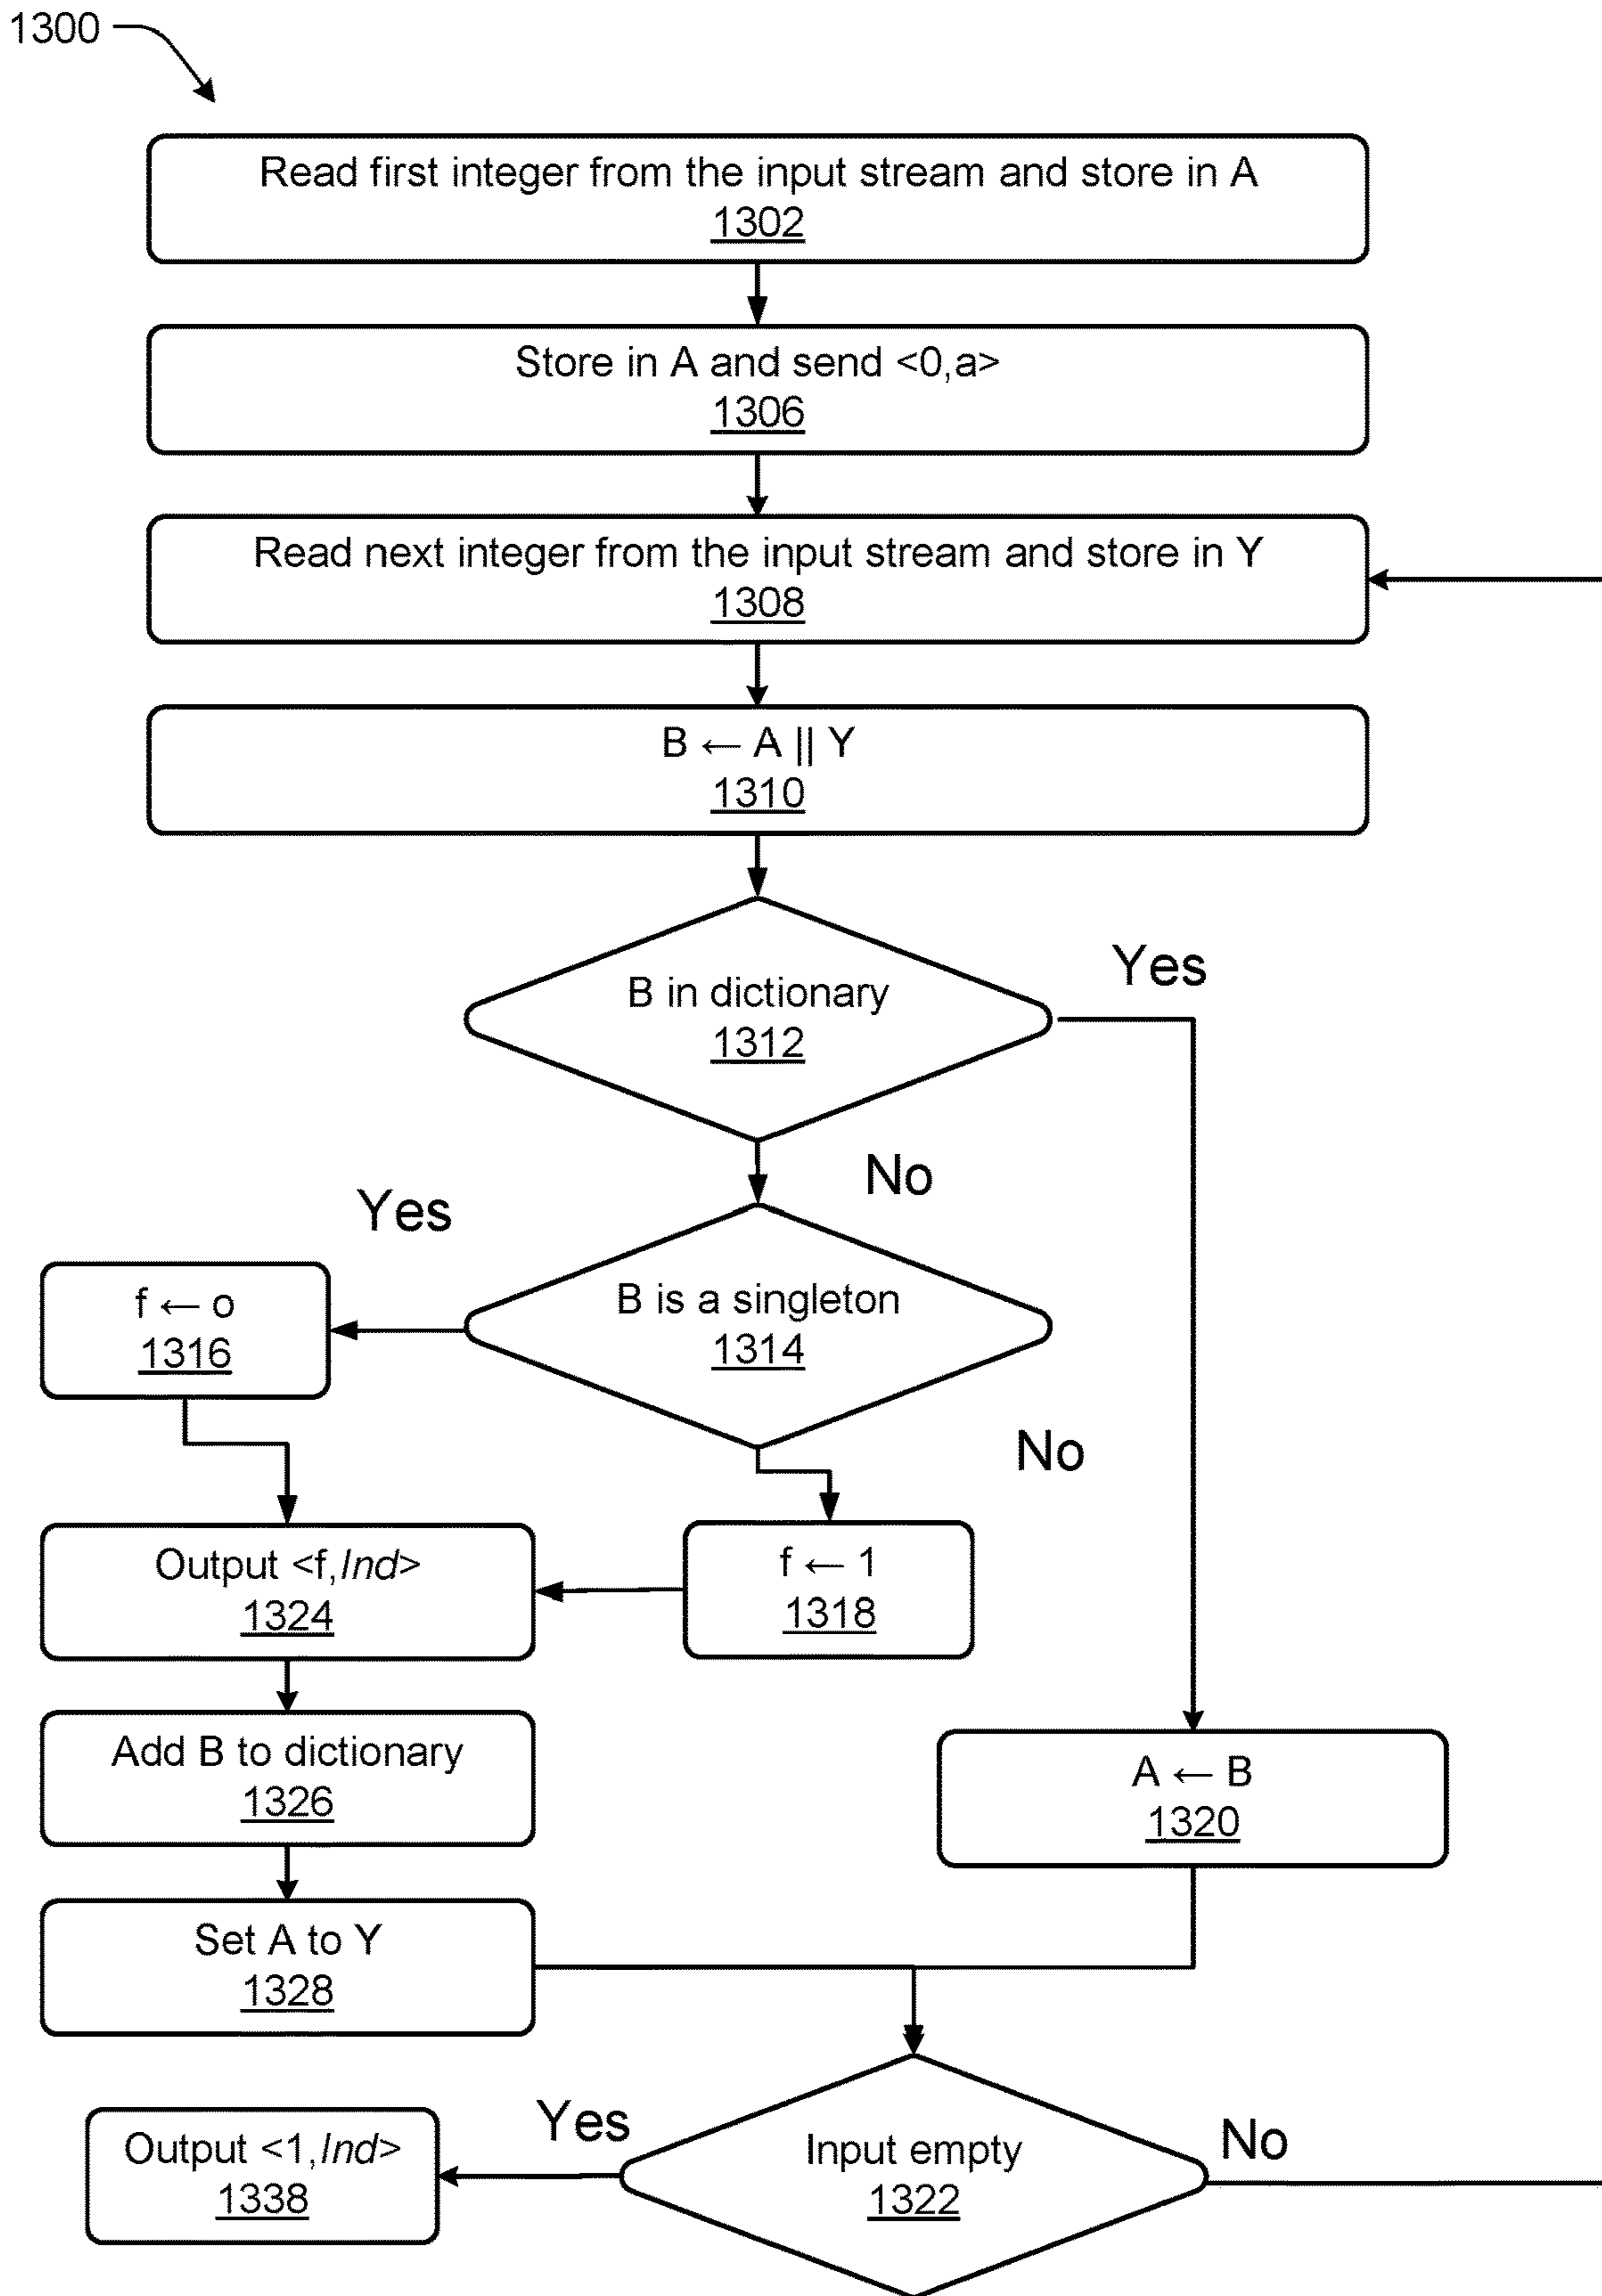 1300
Read first integer from the input stream and store in A
1302
Store in A and send <0,a>
1306
Read next integer from the input stream and store in Y
1308
B ← A || Y
1310
B in dictionary
1312
Yes
No
Yes
B is a singleton
1314
f ← o
1316
No
f ← 1
1318
Output <f,Ind>
1324
Add B to dictionary
1326
A ← B
1320
Set A to Y
1328
Input empty
1322
Yes
No
Output <1,Ind>
1338